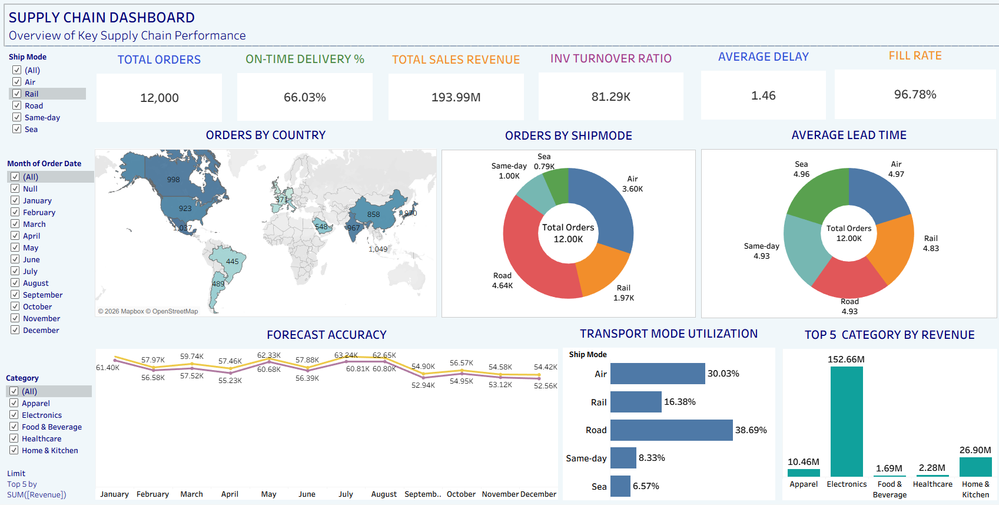 SUPPLY CHAIN DASHBOARD
Overview of Key Supply Chain Performance
Ship Mode
(All)
Air
Rail
Road
Same-day
Sea
TOTAL ORDERS
12,000
ON-TIME DELIVERY %
66.03%
TOTAL SALES REVENUE
193.99M
INV TURNOVER RATIO
81.29K
AVERAGE DELAY
1.46
FILL RATE
96.78%
Month of Order Date
(All)
Null
January
February
March
April
May
June
July
August
September
October
November
December
Category
(All)
Apparel
Electronics
Food & Beverage
Healthcare
Home & Kitchen
Limit
Top 5 by
SUM([Revenue])
ORDERS BY COUNTRY
998
923
1,037
445
489
371
548
967
858
970
1,049
© 2026 Mapbox © OpenStreetMap
ORDERS BY SHIPMODE
Sea
0.79K
Same-day
1.00K
Air
3.60K
Total Orders
12.00K
Road
4.64K
Rail
1.97K
AVERAGE LEAD TIME
Sea
4.96
Air
4.97
Total Orders
12.00K
Same-day
4.93
Rail
4.83
Road
4.93
FORECAST ACCURACY
57.97K
59.74K
57.46K
62.33K
57.88K
63.24K
62.65K
54.90K
56.57K
54.58K
54.42K
61.40K
56.58K
57.52K
55.23K
60.68K
56.39K
60.81K
60.80K
52.94K
54.95K
53.12K
52.56K
January
February
March
April
May
June
July
August
Septemb..
October
November
December
TRANSPORT MODE UTILIZATION
Ship Mode
Air
30.03%
Rail
16.38%
Road
38.69%
Same-day
8.33%
Sea
6.57%
TOP 5 CATEGORY BY REVENUE
152.66M
10.46M
1.69M
2.28M
26.90M
Apparel
Electronics
Food &
Beverage
Healthcare
Home &
Kitchen